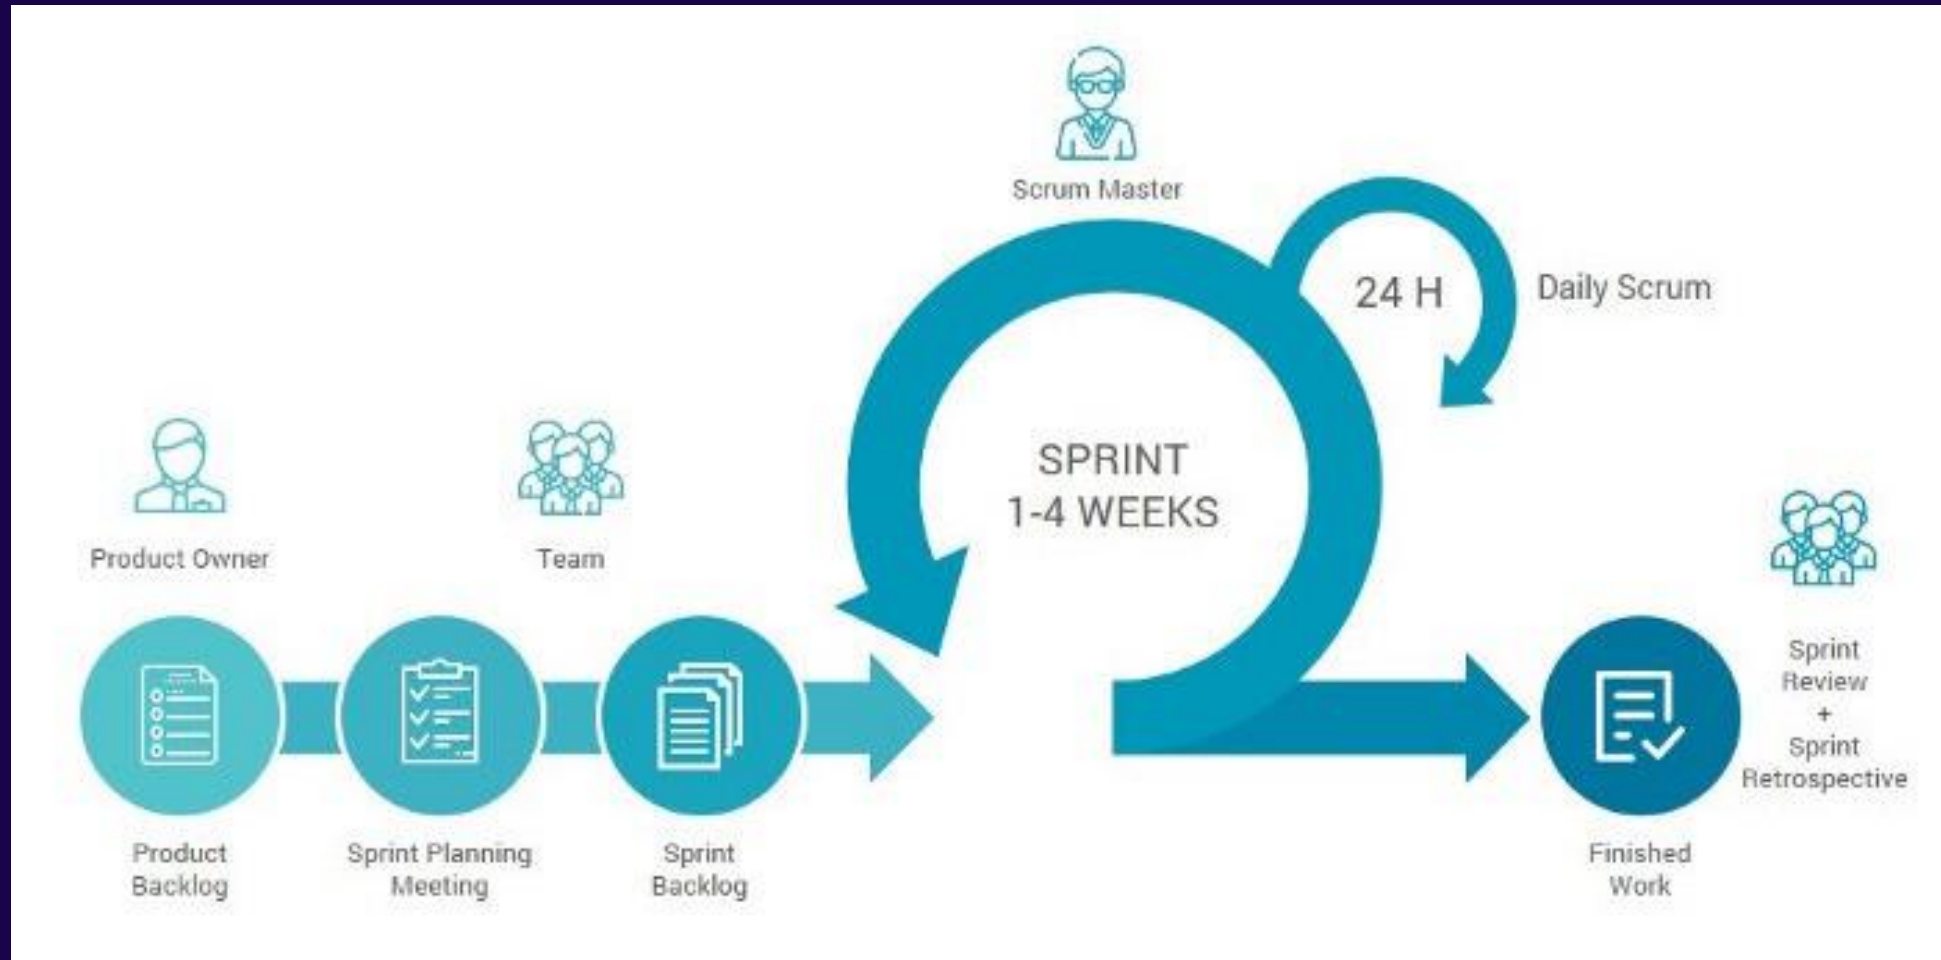 Scrum Master
24 H
Daily Scrum
SPRINT
1-4 WEEKS
Product Owner
Team
Sprint
Review
+
Sprint
Retrospective
Product
Backlog
Sprint Planning
Meeting
Sprint
Backlog
Finished
Work